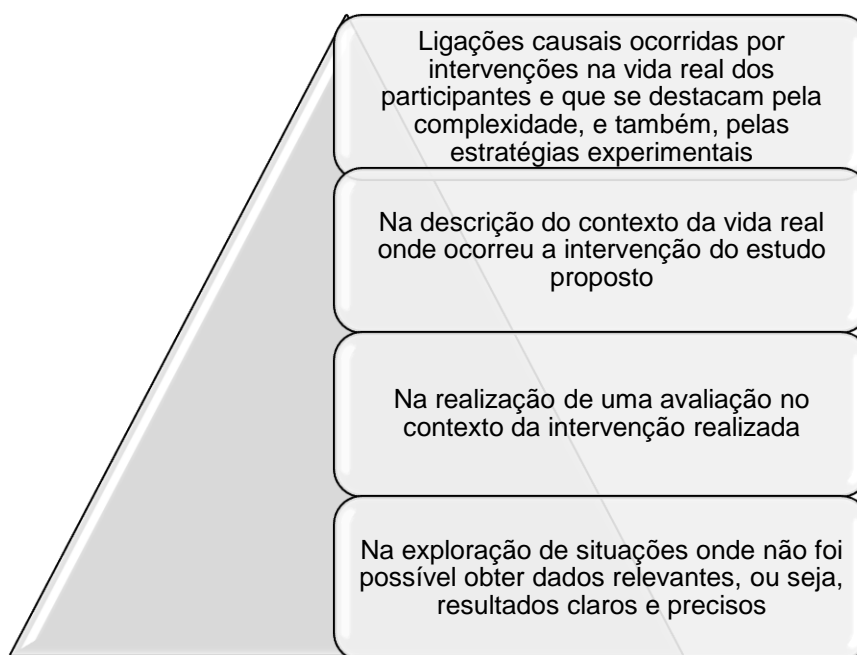 Ligações causais ocorridas por
intervenções na vida real dos
participantes e que se destacam pela
complexidade, e também, pelas
estratégias experimentais
Na descrição do contexto da vida real
onde ocorreu a intervenção do estudo
proposto
Na realização de uma avaliação no
contexto da intervenção realizada
Na exploração de situações onde não foi
possível obter dados relevantes, ou seja,
resultados claros e precisos